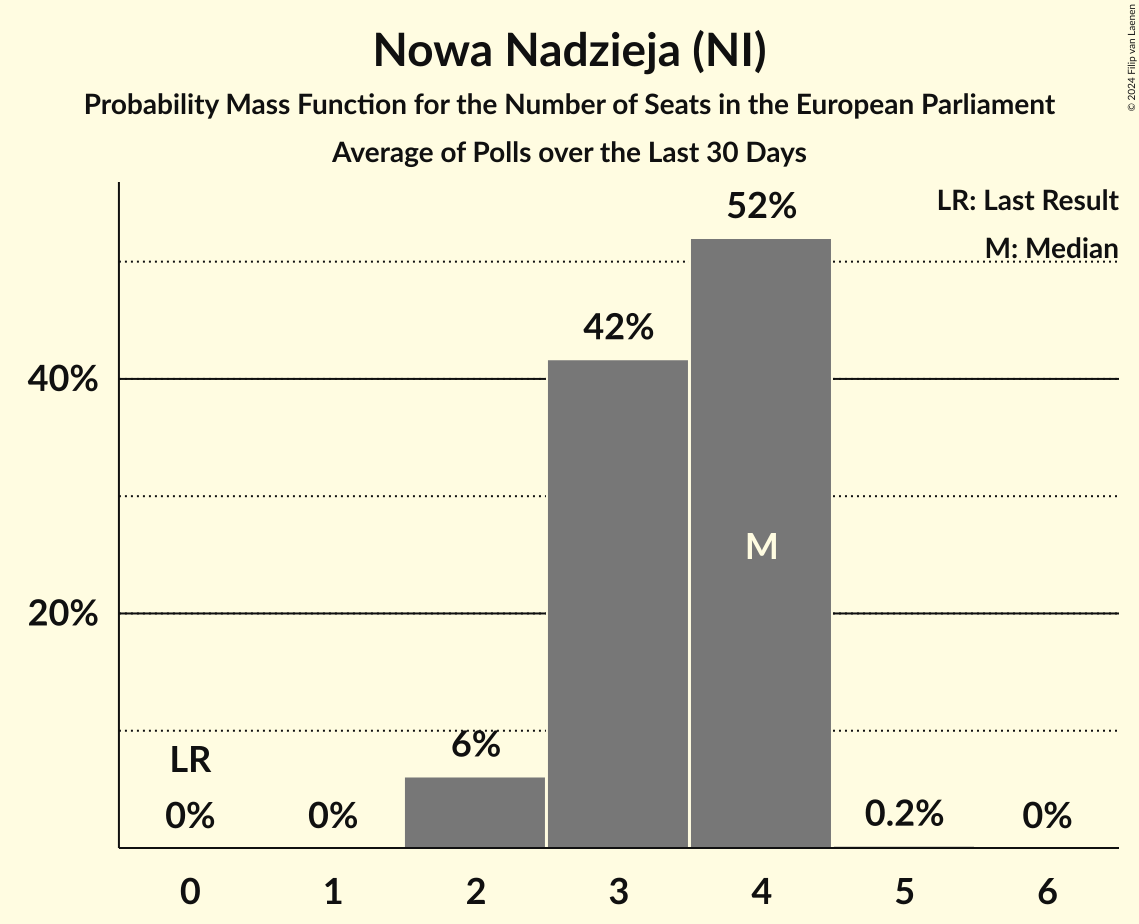 Nowa Nadzieja (NI)
Probability Mass Function for the Number of Seats in the European Parliament
Average of Polls over the Last 30 Days
© 2024 Filip van Laenen
LR: Last Result
M: Median
52%
42%
40%
M
20%
6%
LR
0%
0%
0.2%
0%
0 1 2 3 4 5 6